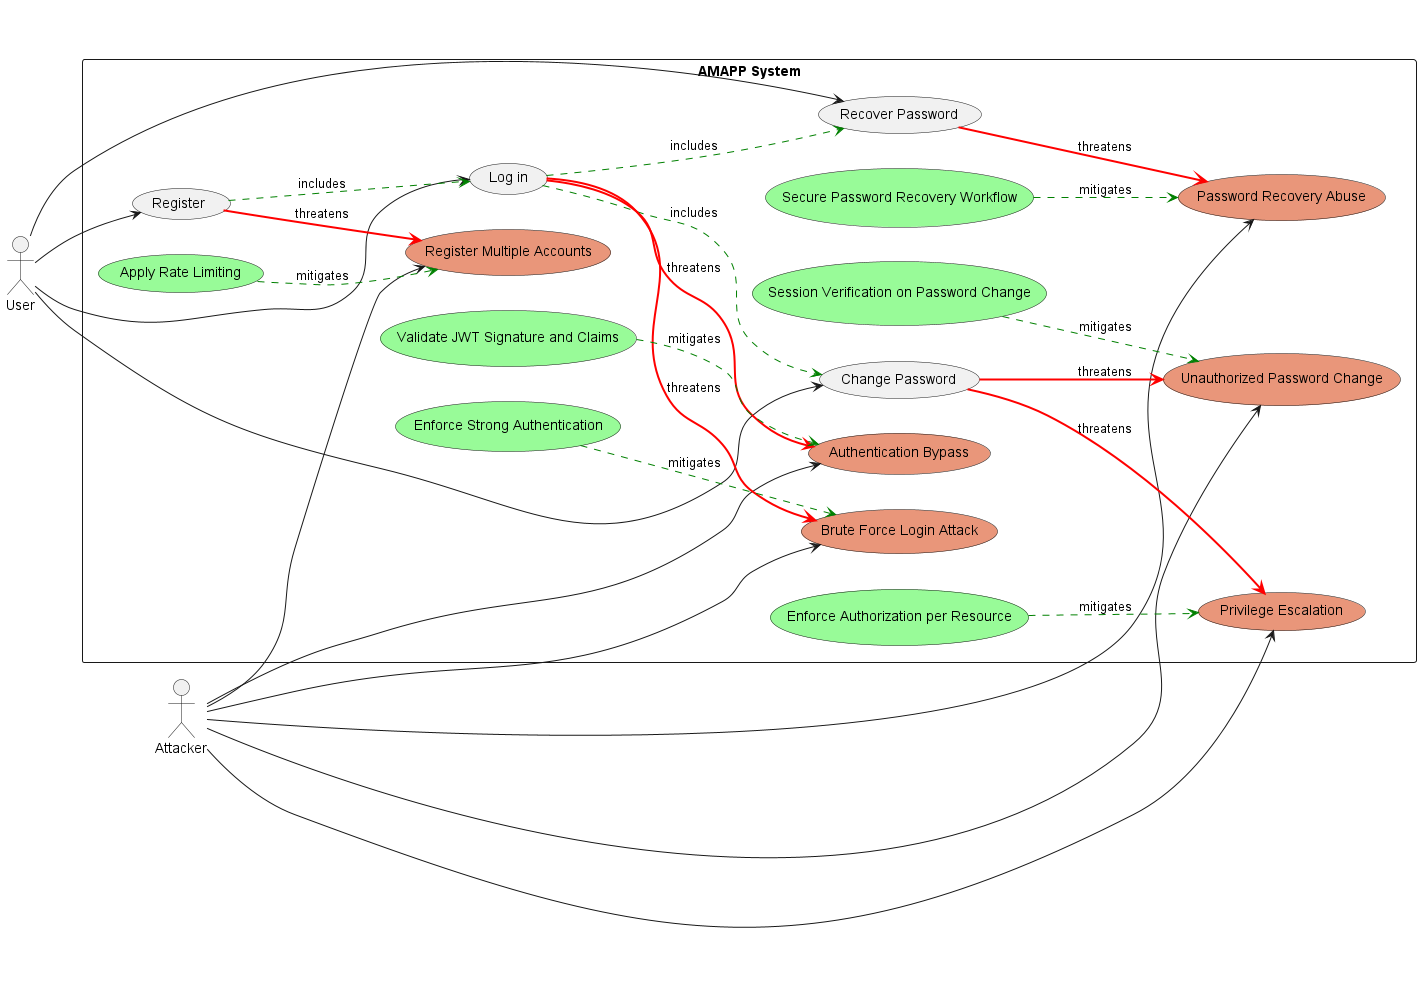 AMAPP System
Recover Password
includes
threatens
Log in
includes
Register
threatens
mitigates
Secure Password Recovery Workflow
Password Recovery Abuse
includes
User
Apply Rate Limiting
mitigates
Register Multiple Accounts
threatens
Session Verification on Password Change
mitigates
Validate JWT Signature and Claims
mitigates
Change Password
threatens
Unauthorized Password Change
threatens
Enforce Strong Authentication
threatens
mitigates
Authentication Bypass
Brute Force Login Attack
Enforce Authorization per Resource
mitigates
Privilege Escalation
Attacker